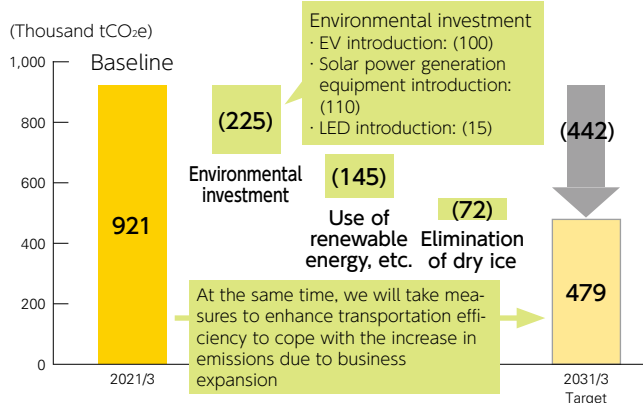 (Thousand tCO₂e)
1,000
800
600
400
200
0
Baseline
921
2021/3
(225)
Environmental
investment
Environmental investment
· EV introduction: (100)
· Solar power generation
equipment introduction:
(110)
· LED introduction: (15)
(145)
Use of
renewable
energy, etc.
(72)
Elimination
of dry ice
(442)
479
2031/3
Target
At the same time, we will take mea-
sures to enhance transportation effi-
ciency to cope with the increase in
emissions due to business
expansion